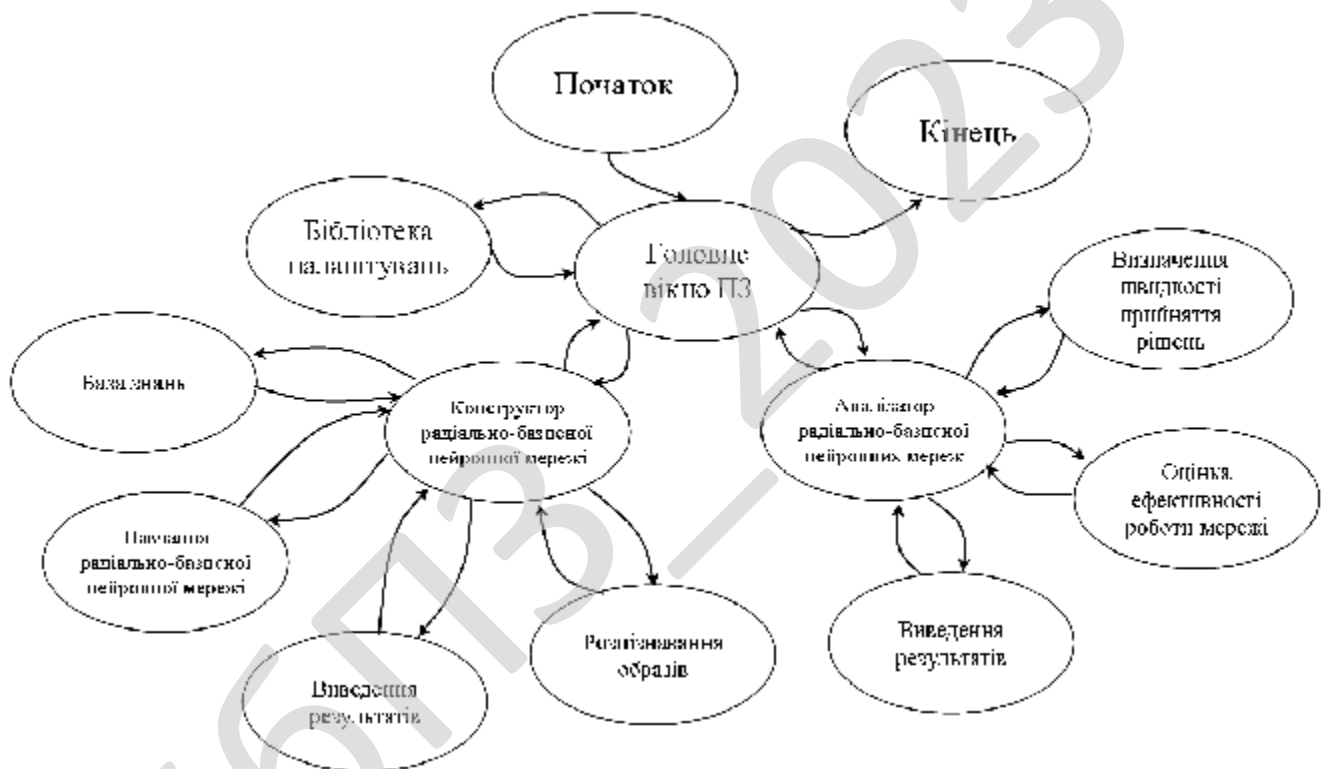 Початок
Кінець
Бібліотека
налаштувань
Головне
вікно ПЗ
Визначення
швидкості
прийняття
рішень
База знань
Конструктор
радіально-базисної
нейронної мережі
Аналізатор
радіально-базисної
нейронних мереж
Оцінка
ефективності
роботи мережі
Навчання
радіально-базисної
нейронної мережі
Виведення
результатів
Розпізнавання
образів
Виведення
результатів
бПЗ_2023